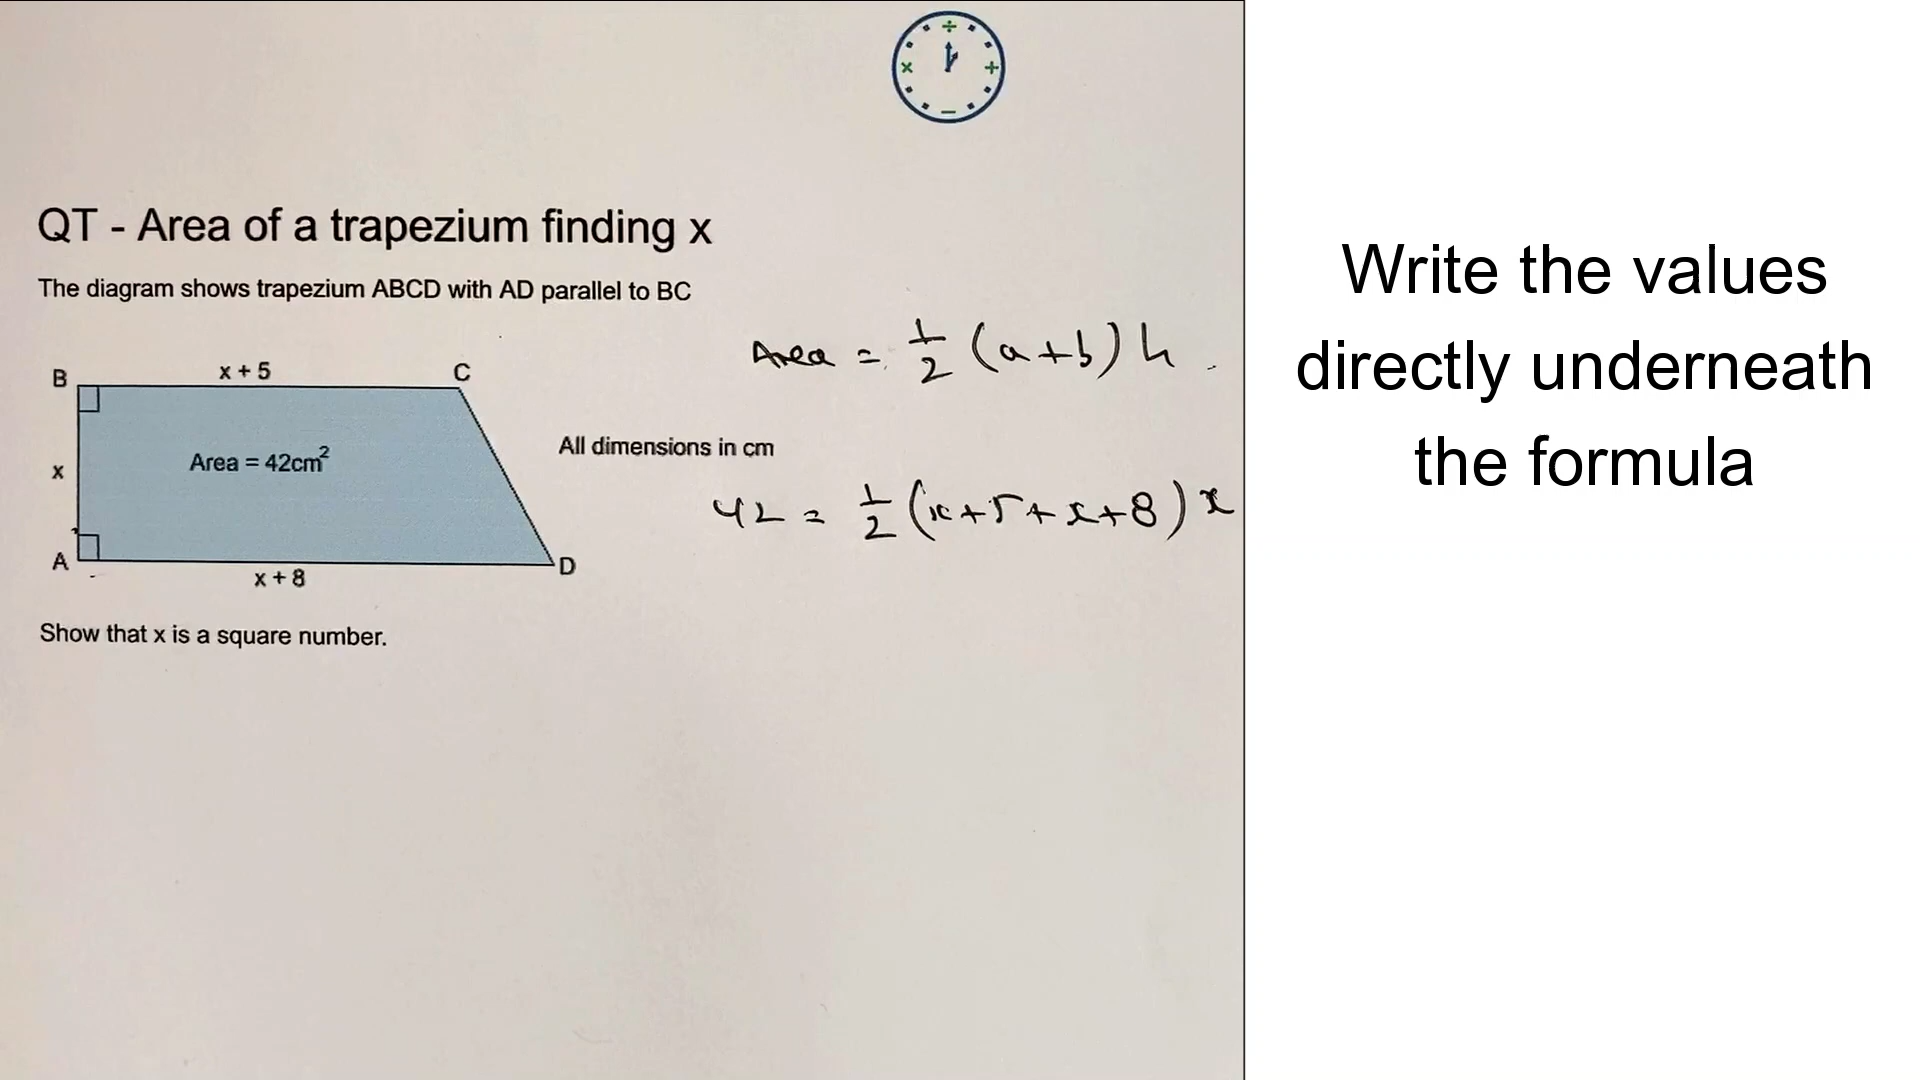 ÷
× +
−
QT - Area of a trapezium finding x
The diagram shows trapezium ABCD with AD parallel to BC
Area = 1/2 (a+b) h
B x + 5 C
All dimensions in cm
x Area = 42cm²
42 = 1/2 (x+5+x+8) x
A x + 8 D
Show that x is a square number.
Write the values
directly underneath
the formula